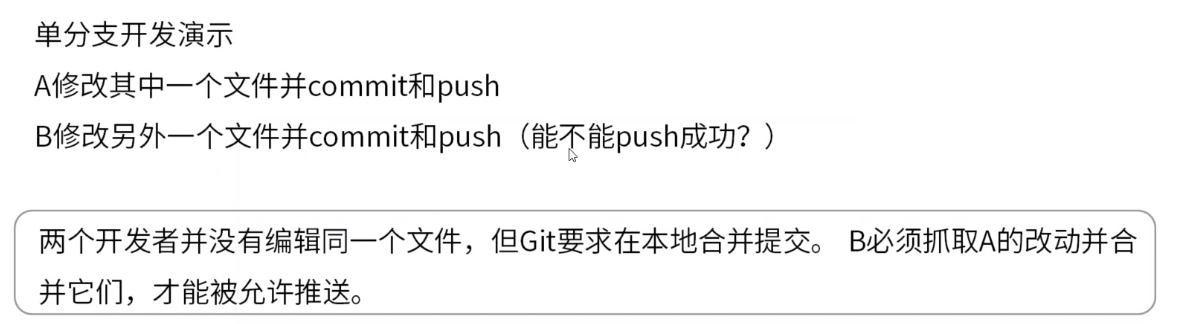 单分支开发演示
A修改其中一个文件并commit和push
B修改另外一个文件并commit和push（能不能push成功？）
两个开发者并没有编辑同一个文件，但Git要求在本地合并提交。 B必须抓取A的改动并合
并它们，才能被允许推送。